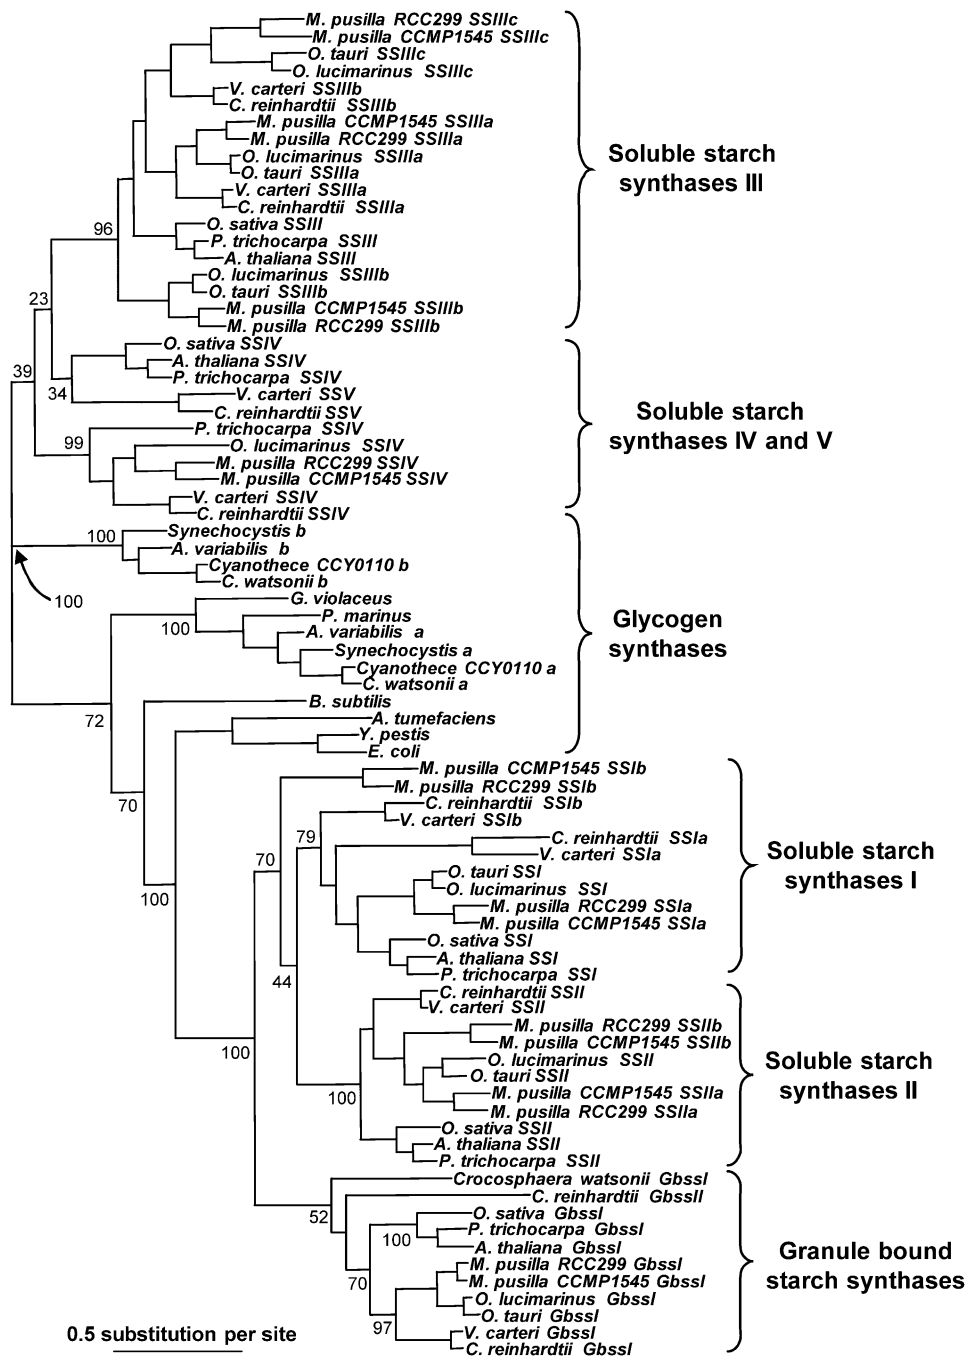 M. pusilla RCC299 SSIIIc
M. pusilla CCMP1545 SSIIIc
O. tauri SSIIIc
O. lucimarinus SSIIIc
V. carteri SSIIIb
C. reinhardtii SSIIIb
M. pusilla CCMP1545 SSIIIa
M. pusilla RCC299 SSIIIa
O. lucimarinus SSIIIa
O. tauri SSIIIa
V. carteri SSIIIa
C. reinhardtii SSIIIa
O. sativa SSIII
P. trichocarpa SSIII
A. thaliana SSIII
O. lucimarinus SSIIIb
O. tauri SSIIIb
M. pusilla CCMP1545 SSIIIb
M. pusilla RCC299 SSIIIb
Soluble starch
synthases III
96
23
39
34
99
O. sativa SSIV
A. thaliana SSIV
P. trichocarpa SSIV
V. carteri SSV
C. reinhardtii SSV
P. trichocarpa SSIV
O. lucimarinus SSIV
M. pusilla RCC299 SSIV
M. pusilla CCMP1545 SSIV
V. carteri SSIV
C. reinhardtii SSIV
Soluble starch
synthases IV and V
100
Synechocystis b
A. variabilis b
Cyanothece CCY0110 b
C. watsonii b
100
100
G. violaceus
P. marinus
A. variabilis a
Synechocystis a
Cyanothece CCY0110 a
C. watsonii a
B. subtilis
A. tumefaciens
Y. pestis
E. coli
Glycogen
synthases
72
70
100
100
70
79
44
M. pusilla CCMP1545 SSIb
M. pusilla RCC299 SSIb
C. reinhardtii SSIb
V. carteri SSIb
C. reinhardtii SSIa
V. carteri SSIa
O. tauri SSI
O. lucimarinus SSI
M. pusilla RCC299 SSIa
M. pusilla CCMP1545 SSIa
O. sativa SSI
A. thaliana SSI
P. trichocarpa SSI
Soluble starch
synthases I
100
C. reinhardtii SSII
V. carteri SSII
M. pusilla RCC299 SSIIb
M. pusilla CCMP1545 SSIIb
O. lucimarinus SSII
O. tauri SSII
M. pusilla CCMP1545 SSIIa
M. pusilla RCC299 SSIIa
O. sativa SSII
A. thaliana SSII
P. trichocarpa SSII
Soluble starch
synthases II
52
100
70
97
Crocosphaera watsonii GbssI
C. reinhardtii GbssII
O. sativa GbssI
P. trichocarpa GbssI
A. thaliana GbssI
M. pusilla RCC299 GbssI
M. pusilla CCMP1545 GbssI
O. lucimarinus GbssI
O. tauri GbssI
V. carteri GbssI
C. reinhardtii GbssI
Granule bound
starch synthases
0.5 substitution per site